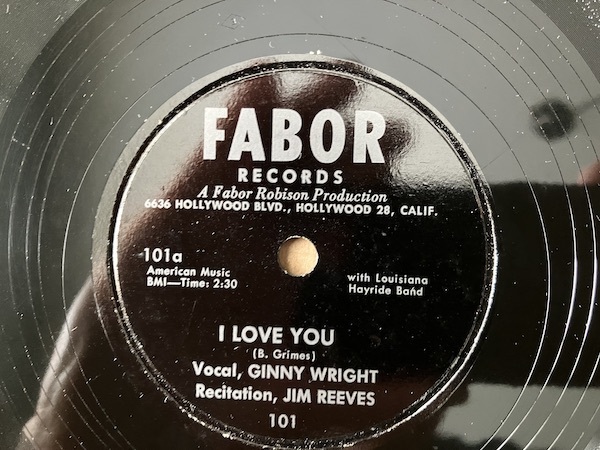 FABOR
RECORDS
A Fabor Robison Production
6636 HOLLYWOOD BLVD., HOLLYWOOD 28, CALIF.
101a
American Music
BMI—Time: 2:30
with Louisiana
Hayride Band
I LOVE YOU
(B. Grimes)
Vocal, GINNY WRIGHT
Recitation, JIM REEVES
101